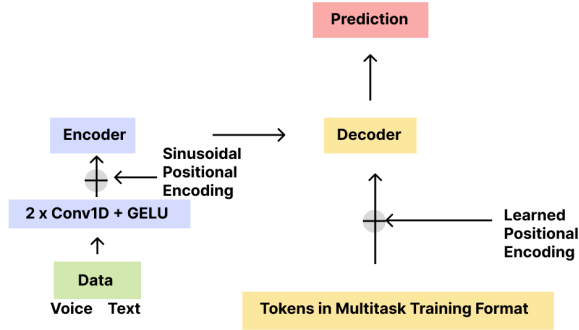 Prediction
Encoder
Decoder
Sinusoidal
Positional
Encoding
2 x Conv1D + GELU
Learned
Positional
Encoding
Data
Voice Text
Tokens in Multitask Training Format